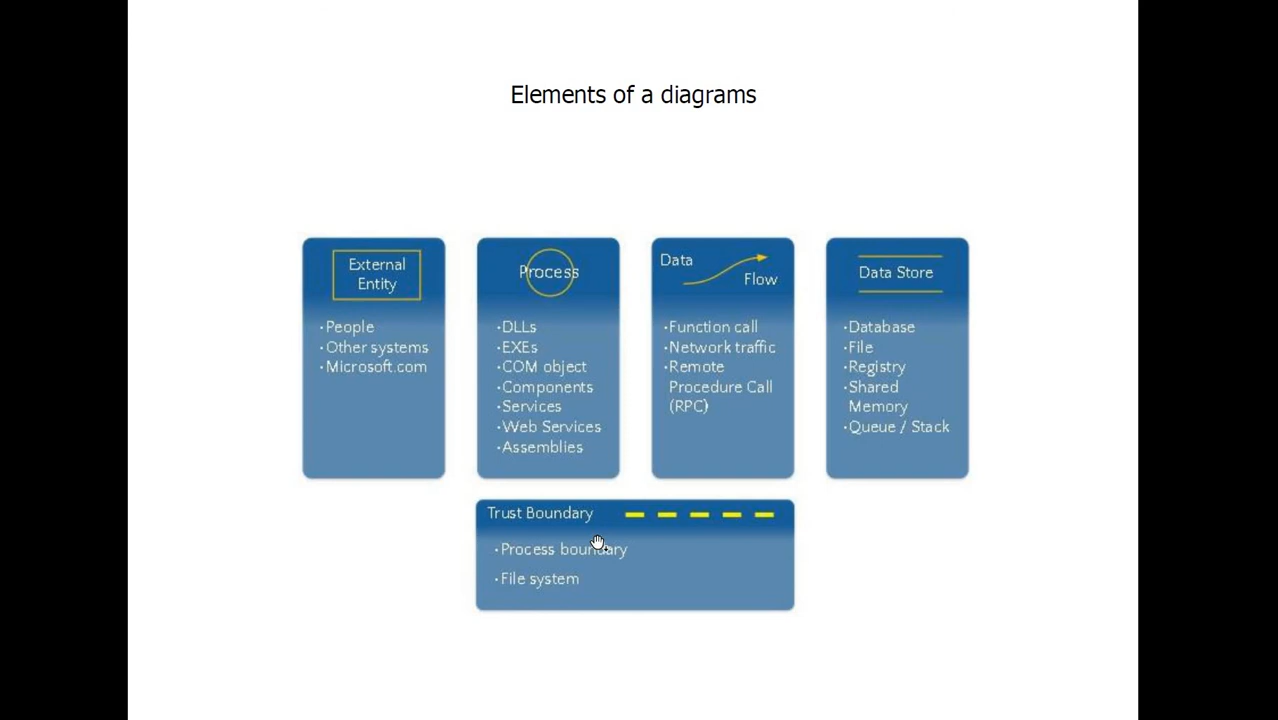 Elements of a diagrams
External
Entity
·People
·Other systems
·Microsoft.com
Process
·DLLs
·EXEs
·COM object
·Components
·Services
·Web Services
·Assemblies
Data
Flow
·Function call
·Network traffic
·Remote
Procedure Call
(RPC)
Data Store
·Database
·File
·Registry
·Shared
Memory
·Queue / Stack
Trust Boundary
·Process boundary
·File system